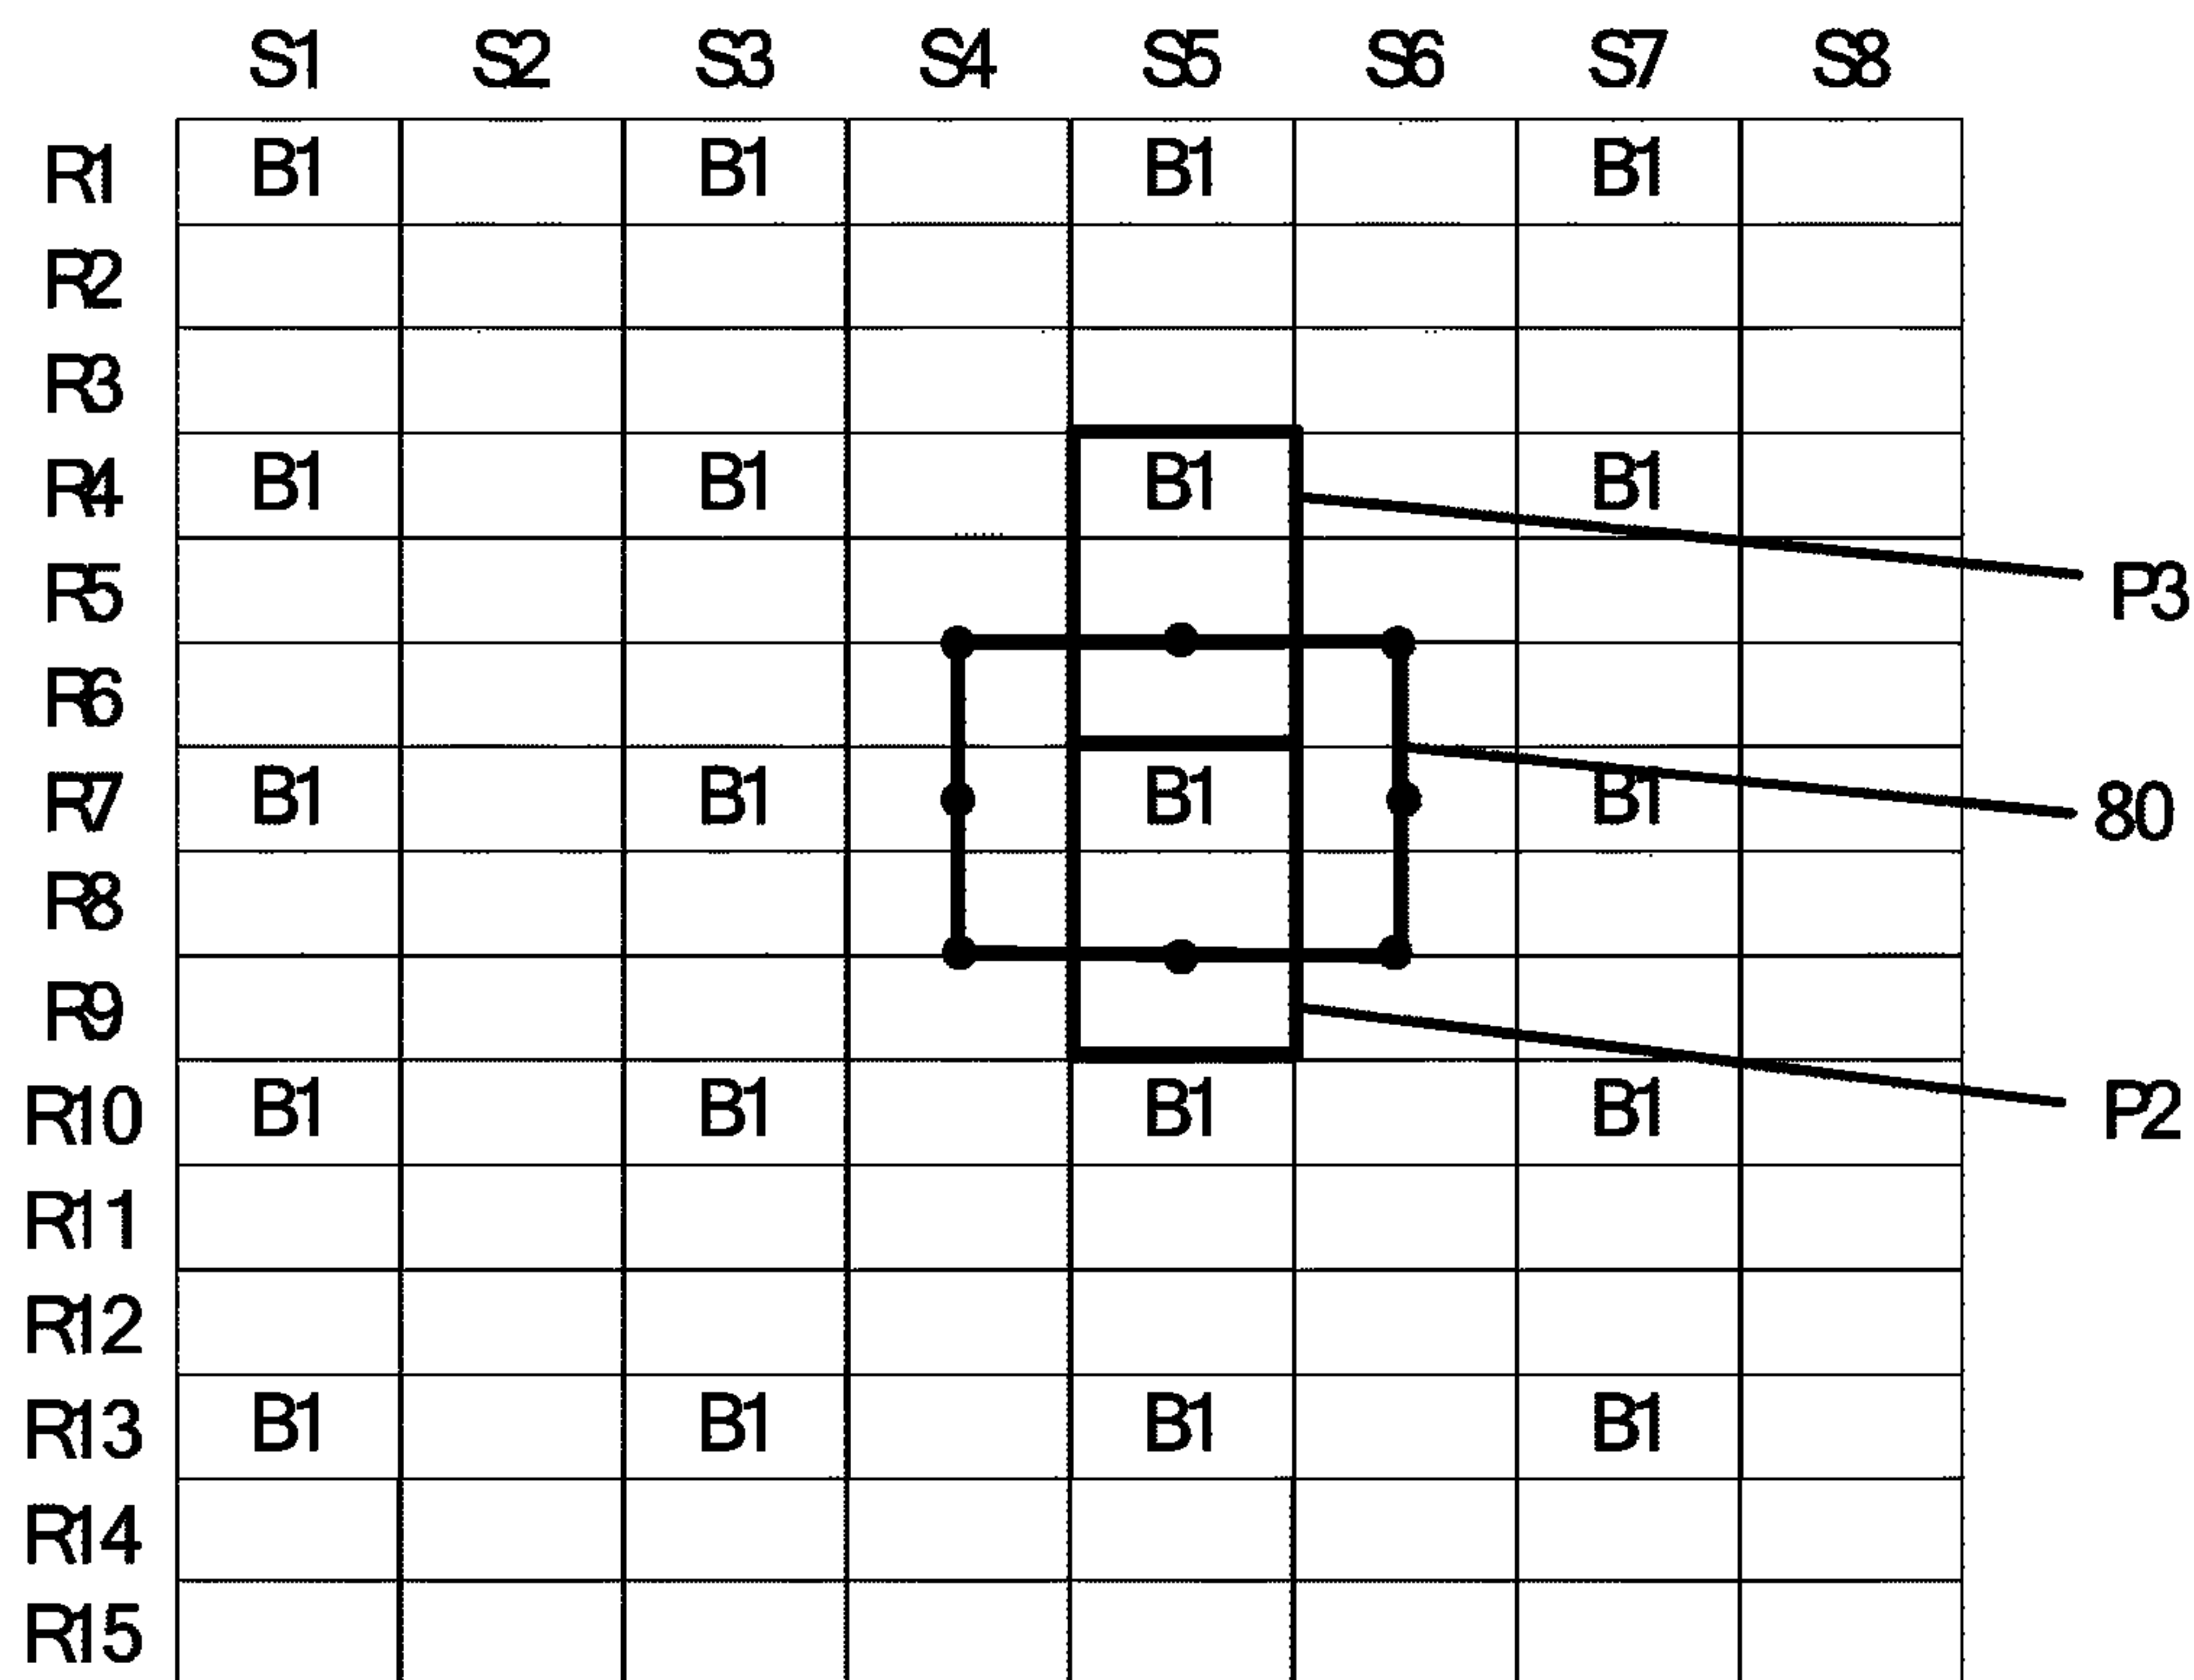 S1 S2 S3 S4 S5 S6 S7 S8
R1 B1 B1 B1 B1
R2
R3
R4 B1 B1 B1 B1
R5 P3
R6
R7 B1 B1 B1 B1 80
R8
R9
R10 B1 B1 B1 B1 P2
R11
R12
R13 B1 B1 B1 B1
R14
R15